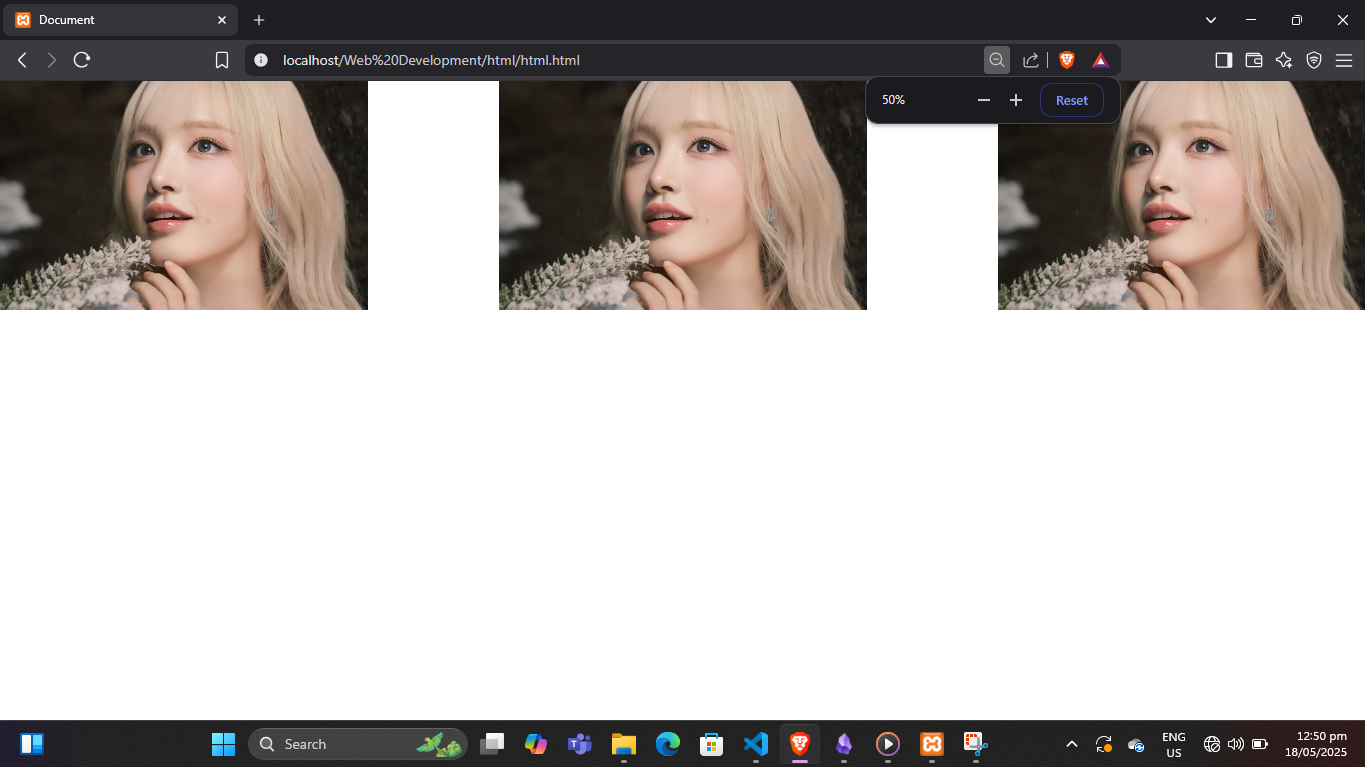 Document
localhost/Web%20Development/html/html.html
50%
Reset
Search
ENG
US
12:50 pm
18/05/2025